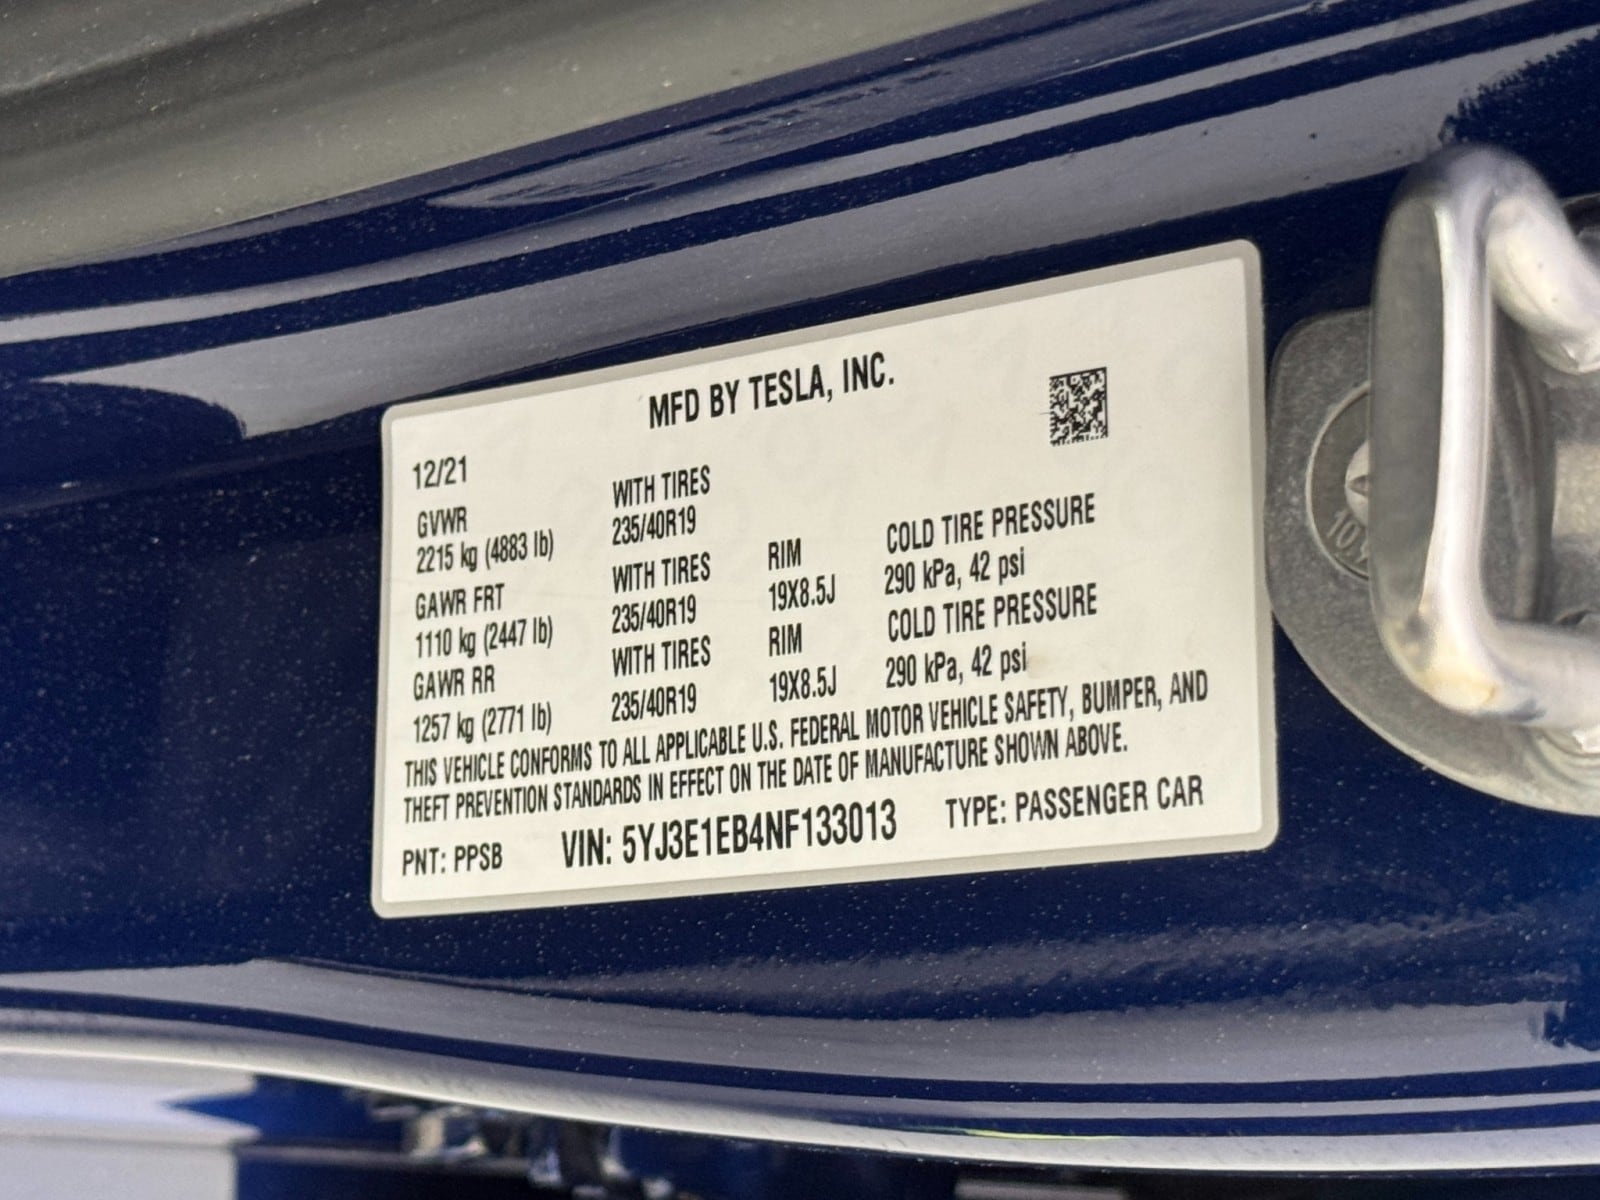 MFD BY TESLA, INC.
12/21
GVWR WITH TIRES
2215 kg (4883 lb) 235/40R19
GAWR FRT WITH TIRES RIM COLD TIRE PRESSURE
1110 kg (2447 lb) 235/40R19 19X8.5J 290 kPa, 42 psi
GAWR RR WITH TIRES RIM COLD TIRE PRESSURE
1257 kg (2771 lb) 235/40R19 19X8.5J 290 kPa, 42 psi
THIS VEHICLE CONFORMS TO ALL APPLICABLE U.S. FEDERAL MOTOR VEHICLE SAFETY, BUMPER, AND
THEFT PREVENTION STANDARDS IN EFFECT ON THE DATE OF MANUFACTURE SHOWN ABOVE.
PNT: PPSB VIN: 5YJ3E1EB4NF133013 TYPE: PASSENGER CAR